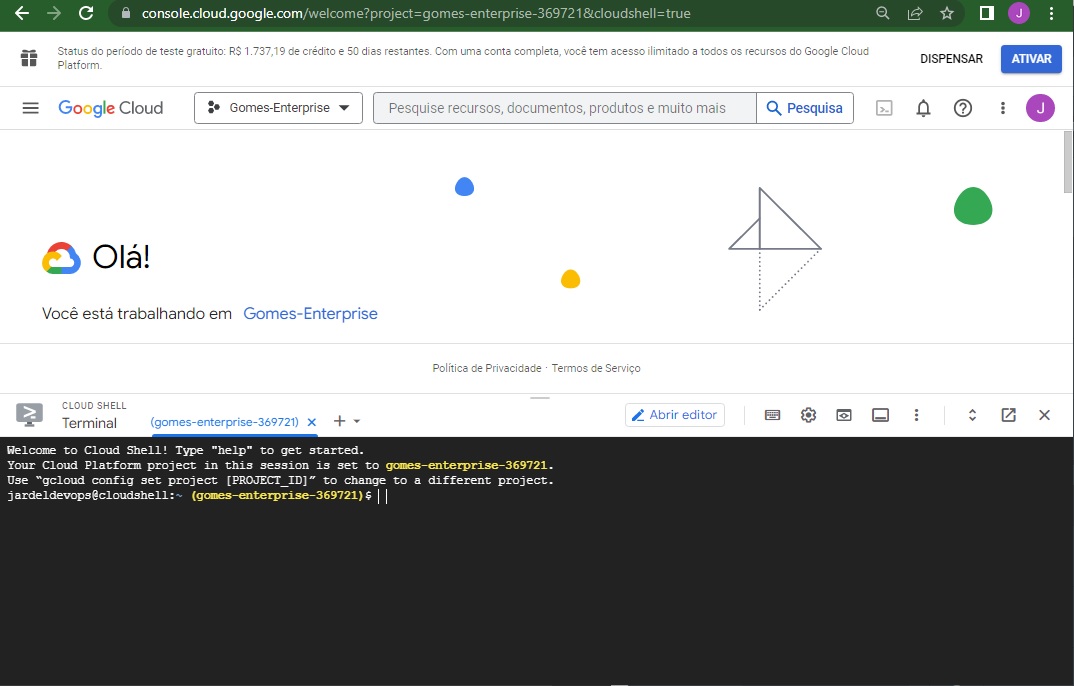 console.cloud.google.com/welcome?project=gomes-enterprise-369721&cloudshell=true
J
Status do período de teste gratuito: R$ 1.737,19 de crédito e 50 dias restantes. Com uma conta completa, você tem acesso ilimitado a todos os recursos do Google Cloud
Platform.
DISPENSAR
ATIVAR
Google Cloud
Gomes-Enterprise
Pesquise recursos, documentos, produtos e muito mais
Pesquisa
J
Olá!
Você está trabalhando em Gomes-Enterprise
Política de Privacidade · Termos de Serviço
CLOUD SHELL
Terminal
(gomes-enterprise-369721)
Abrir editor
Welcome to Cloud Shell! Type "help" to get started.
Your Cloud Platform project in this session is set to gomes-enterprise-369721.
Use “gcloud config set project [PROJECT_ID]” to change to a different project.
jardeldevops@cloudshell:~ (gomes-enterprise-369721)$